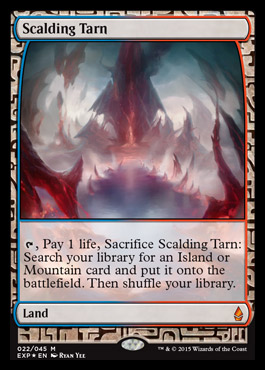 Scalding Tarn
, Pay 1 life, Sacrifice Scalding Tarn:
Search your library for an Island or
Mountain card and put it onto the
battlefield. Then shuffle your library.
Land
022/045 M
EXP • EN Ryan Yee
™ & © 2015 Wizards of the Coast